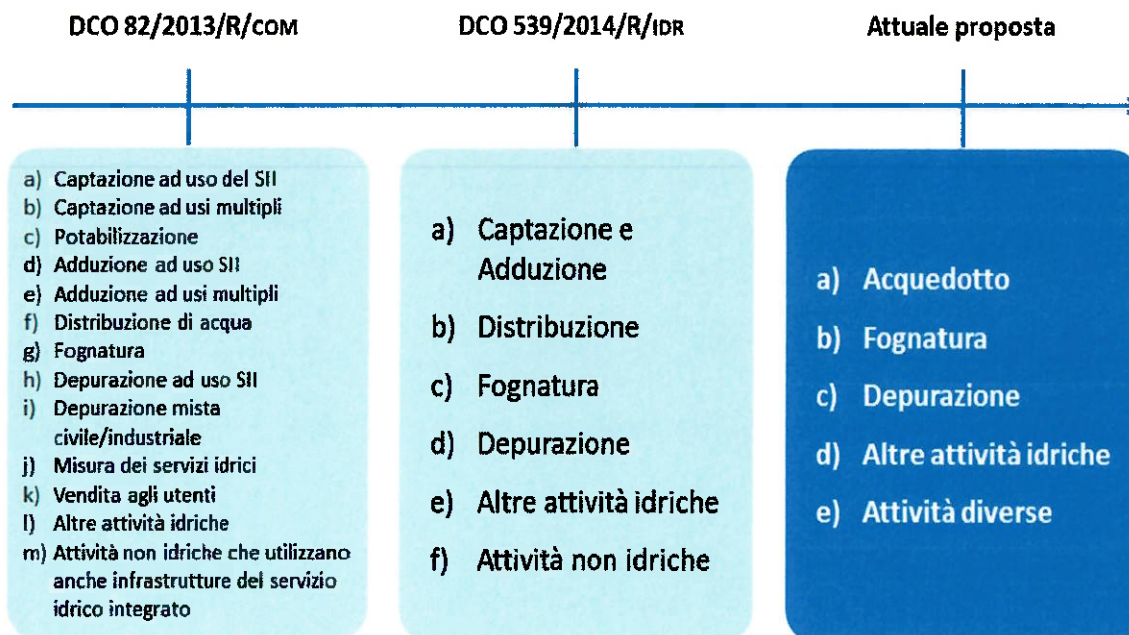 DCO 82/2013/R/COM
DCO 539/2014/R/IDR
Attuale proposta
a) Captazione ad uso del SII
b) Captazione ad usi multipli
c) Potabilizzazione
d) Adduzione ad uso SII
e) Adduzione ad usi multipli
f) Distribuzione di acqua
g) Fognatura
h) Depurazione ad uso SII
i) Depurazione mista
civile/industriale
j) Misura dei servizi idrici
k) Vendita agli utenti
l) Altre attività idriche
m) Attività non idriche che utilizzano
anche infrastrutture del servizio
idrico integrato
a) Captazione e
Adduzione
b) Distribuzione
c) Fognatura
d) Depurazione
e) Altre attività idriche
f) Attività non idriche
a) Acquedotto
b) Fognatura
c) Depurazione
d) Altre attività idriche
e) Attività diverse